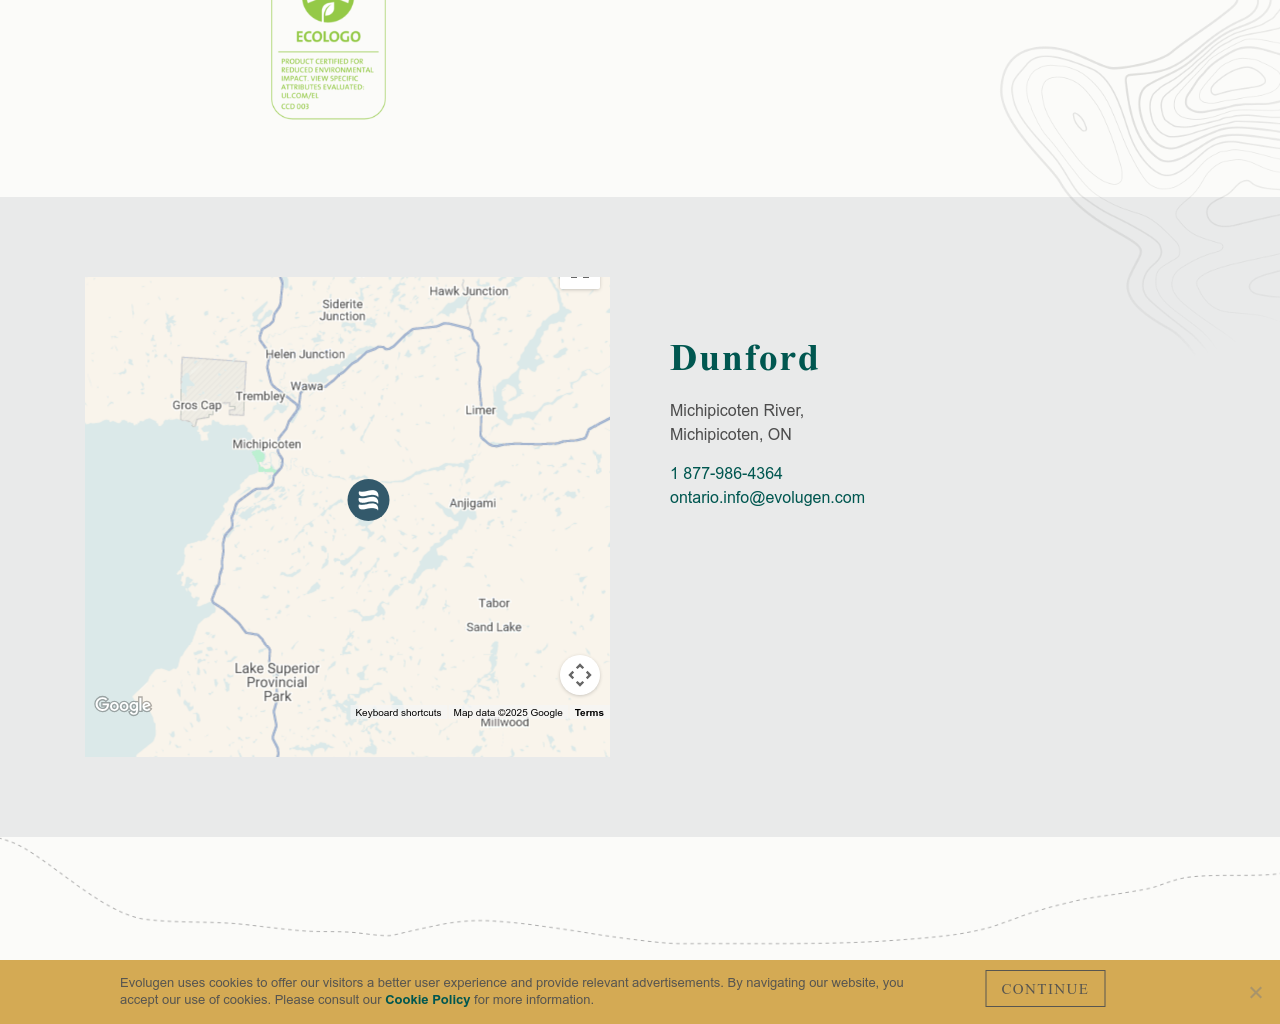 ECOLOGO
PRODUCT CERTIFIED FOR
REDUCED ENVIRONMENTAL
IMPACT. VIEW SPECIFIC
ATTRIBUTES EVALUATED:
UL.COM/EL
CCD 003
Hawk Junction
Siderite
Junction
Helen Junction
Wawa
Trembley
Gros Cap
Limer
Michipicoten
Anjigami
Tabor
Sand Lake
Lake Superior
Provincial
Park
Google
Keyboard shortcuts
Map data ©2025 Google
Terms
Millwood
Dunford
Michipicoten River,
Michipicoten, ON
1 877-986-4364
ontario.info@evolugen.com
Evolugen uses cookies to offer our visitors a better user experience and provide relevant advertisements. By navigating our website, you
accept our use of cookies. Please consult our Cookie Policy for more information.
CONTINUE